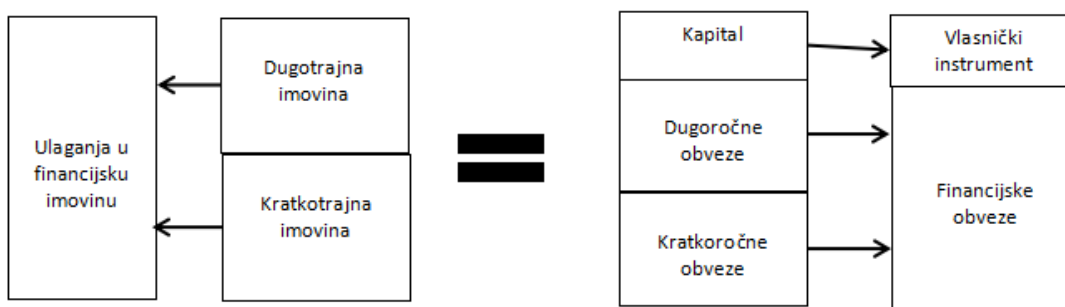 Ulaganja u
financijsku
imovinu
Dugotrajna
imovina
Kratkotrajna
imovina
Kapital
Dugoročne
obveze
Kratkoročne
obveze
Vlasnički
instrument
Financijske
obveze